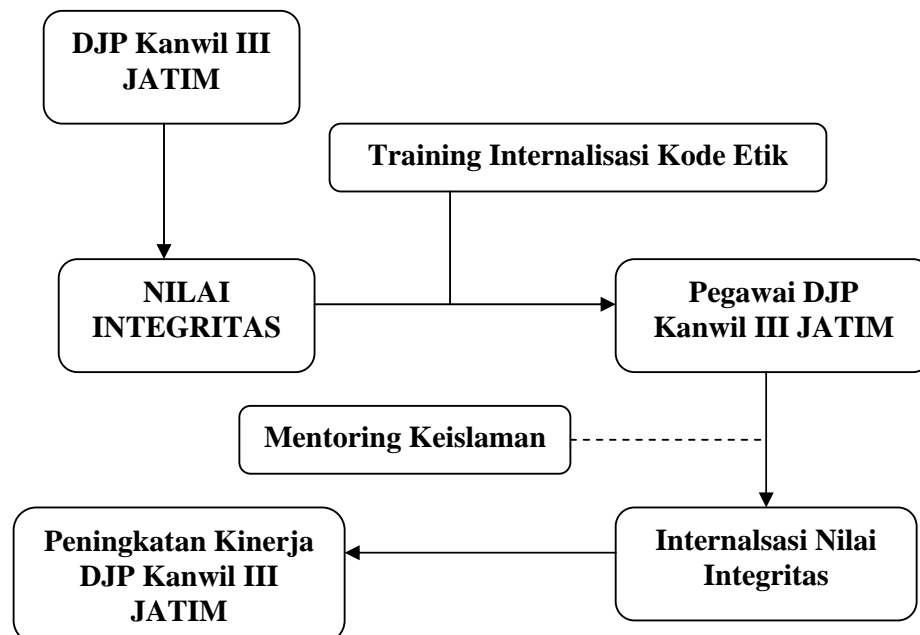 DJP Kanwil III
JATIM
Training Internalisasi Kode Etik
NILAI
INTEGRITAS
Pegawai DJP
Kanwil III JATIM
Mentoring Keislaman
Peningkatan Kinerja
DJP Kanwil III
JATIM
Internalsasi Nilai
Integritas